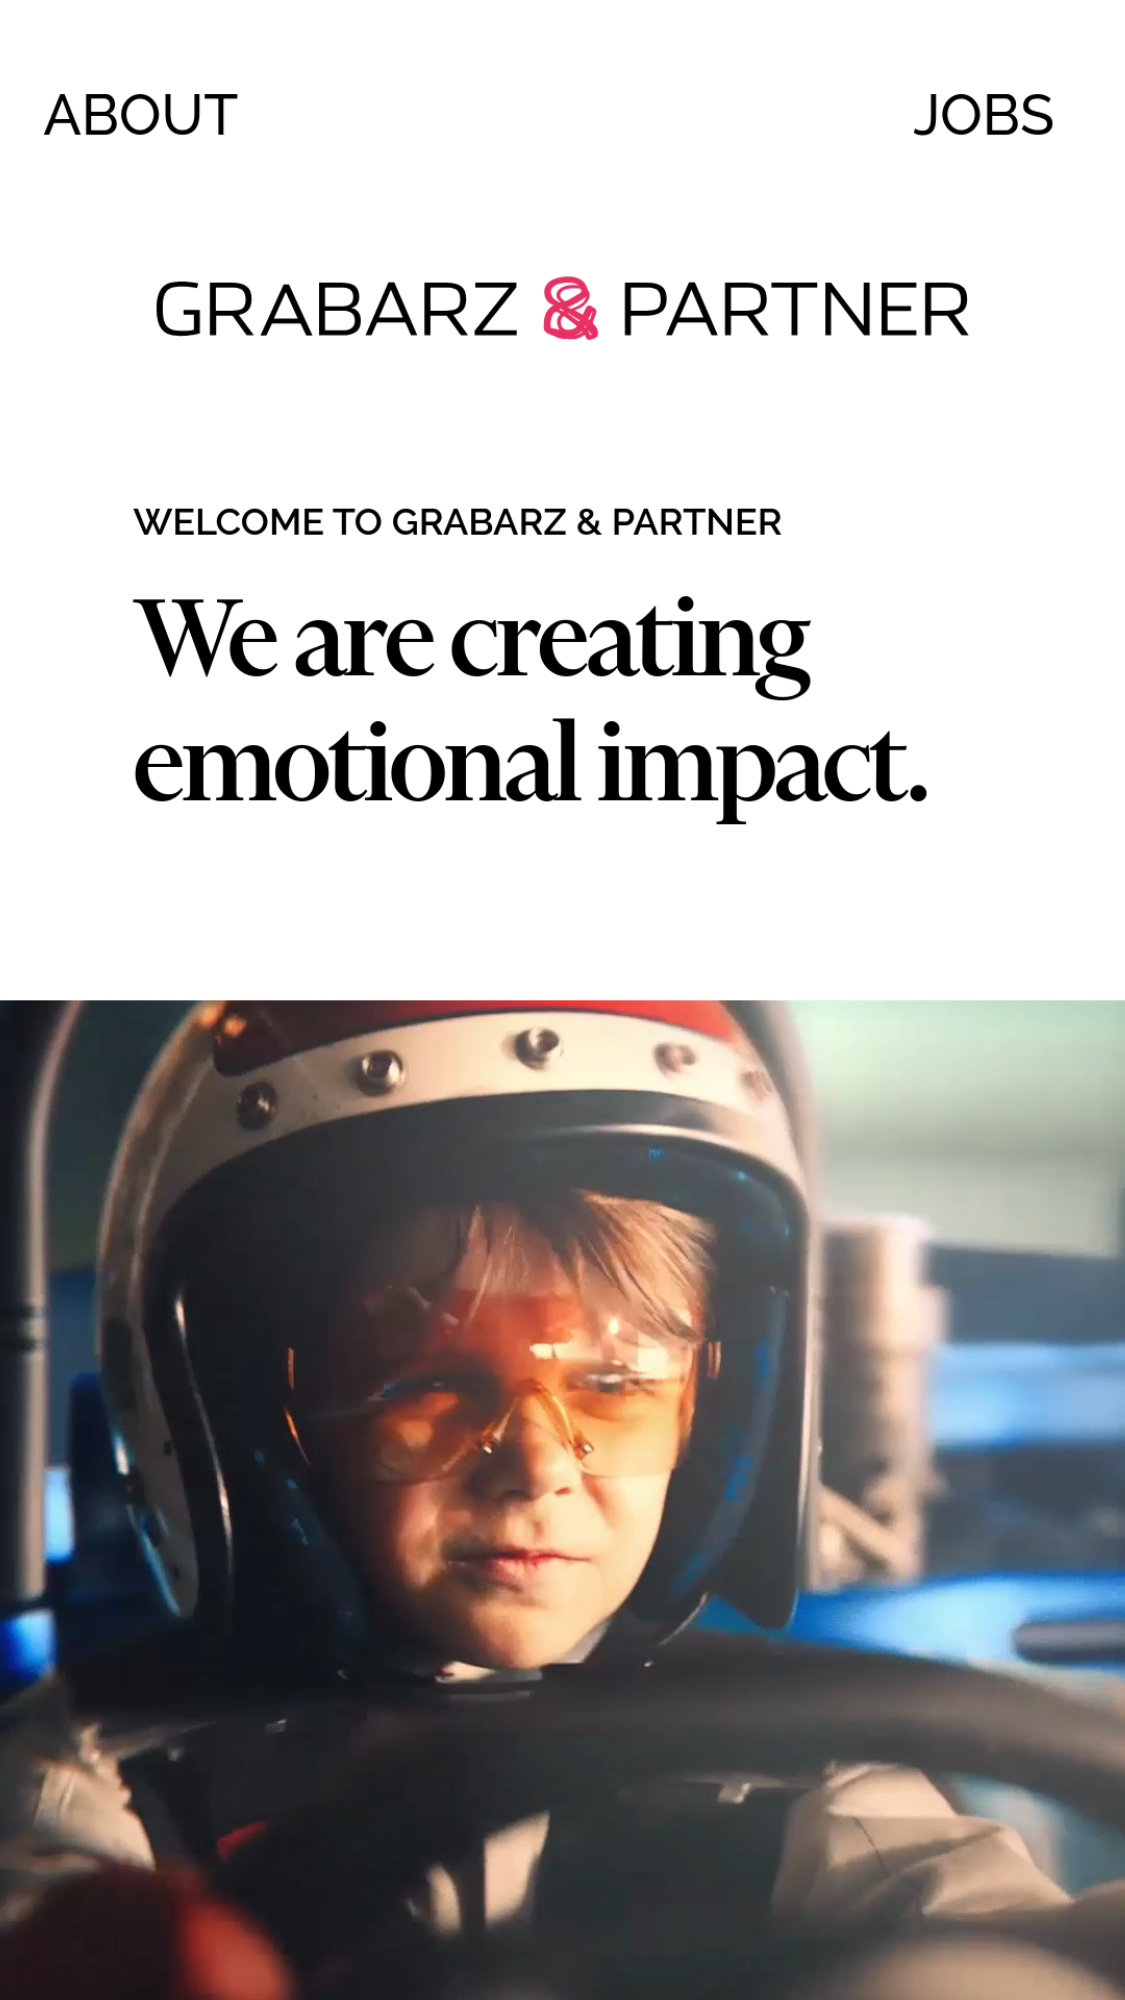 ABOUT
JOBS
GRABARZ & PARTNER
WELCOME TO GRABARZ & PARTNER
We are creating
emotional impact.